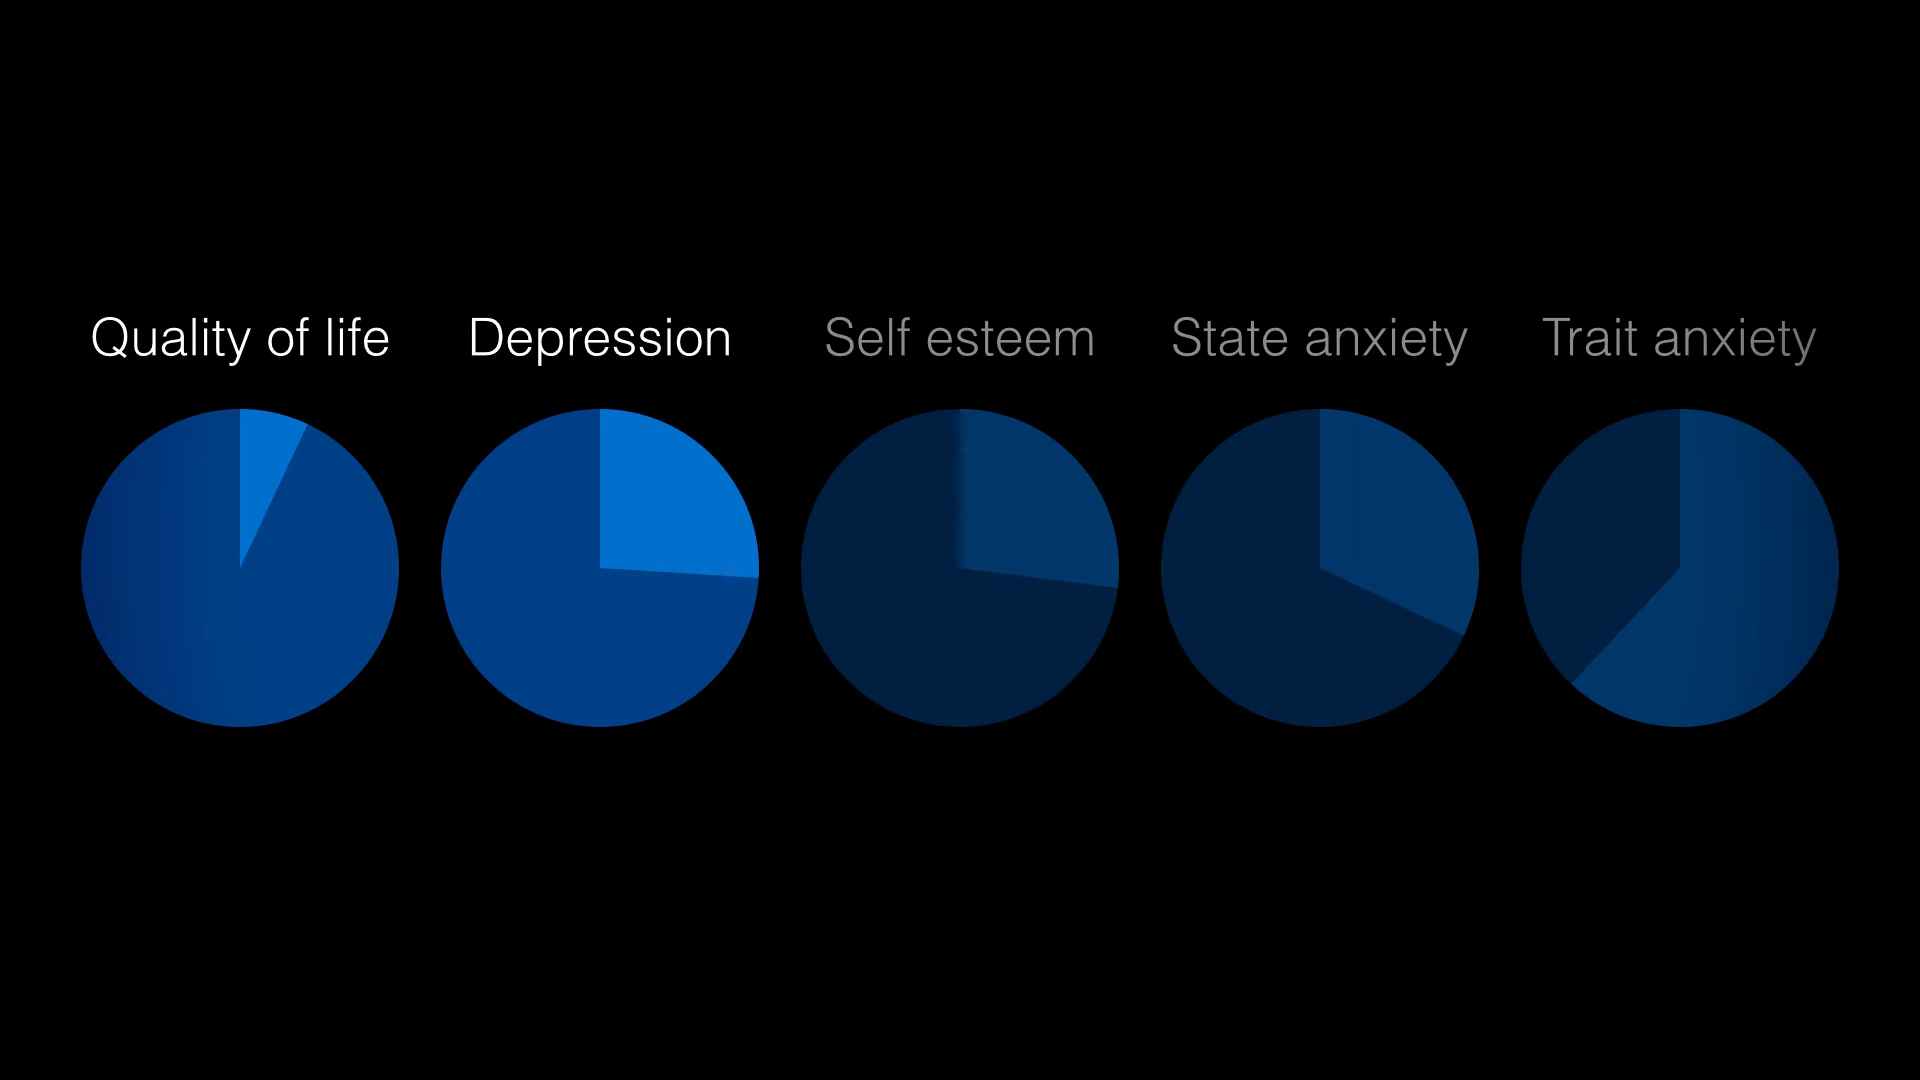 Quality of life
Depression
Self esteem
State anxiety
Trait anxiety